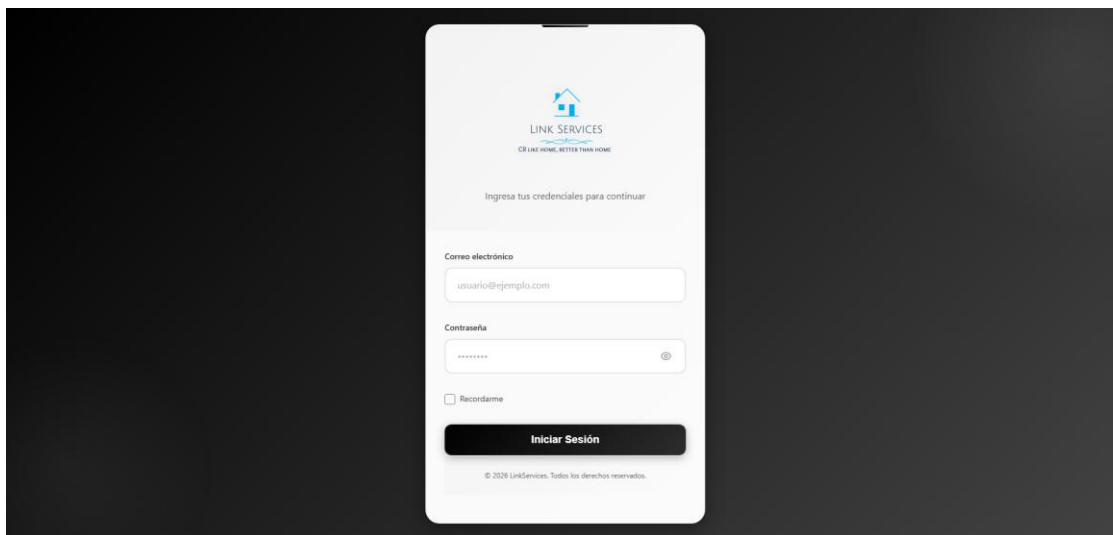 LINK SERVICES
CR LIKE HOME, BETTER THAN HOME
Ingresa tus credenciales para continuar
Correo electrónico
usuario@ejemplo.com
Contraseña
••••••••
Recordarme
Iniciar Sesión
© 2026 LinkServices. Todos los derechos reservados.